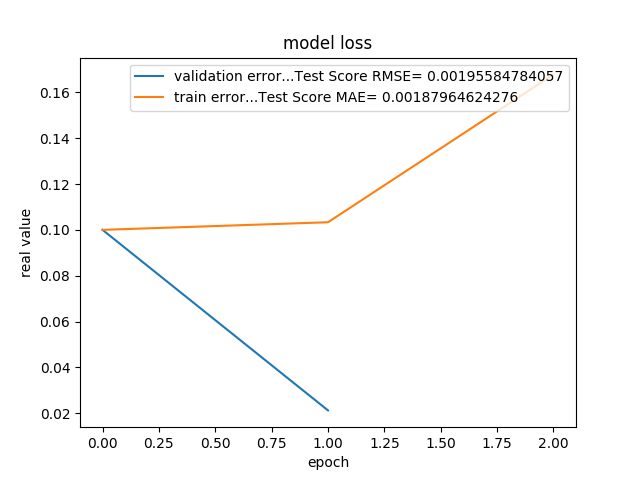 model loss
validation error...Test Score RMSE= 0.00195584784057
train error...Test Score MAE= 0.00187964624276
0.16
0.14
0.12
0.10
0.08
0.06
0.04
0.02
real value
0.00 0.25 0.50 0.75 1.00 1.25 1.50 1.75 2.00
epoch